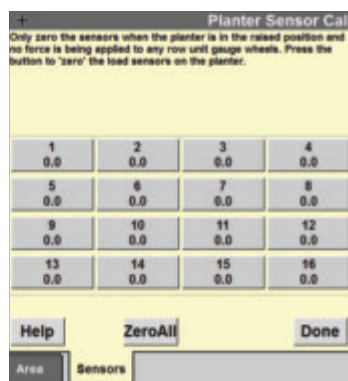 + Planter Sensor Cal
Only zero the sensors when the planter is in the raised position and
no force is being applied to any row unit gauge wheels. Press the
button to 'zero' the load sensors on the planter.
1 2 3 4
0.0 0.0 0.0 0.0
5 6 7 8
0.0 0.0 0.0 0.0
9 10 11 12
0.0 0.0 0.0 0.0
13 14 15 16
0.0 0.0 0.0 0.0
Help ZeroAll Done
Area Sensors